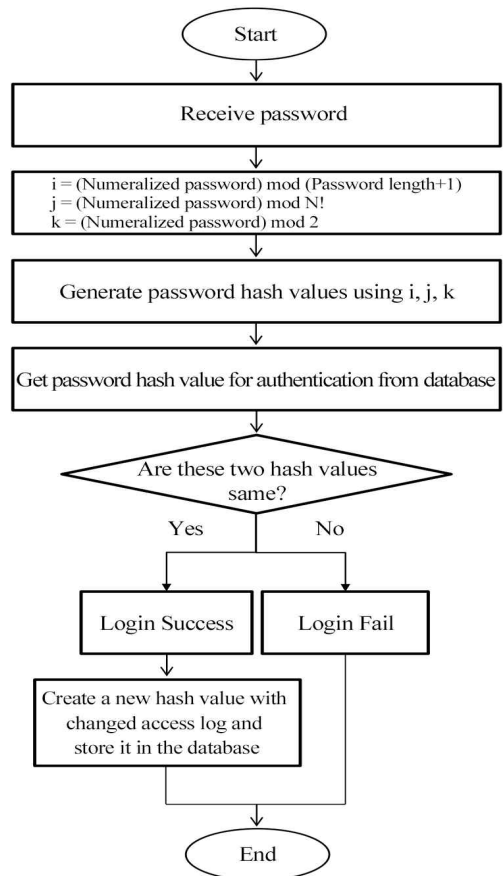 Start
Receive password
i = (Numeralized password) mod (Password length+1)
j = (Numeralized password) mod N!
k = (Numeralized password) mod 2
Generate password hash values using i, j, k
Get password hash value for authentication from database
Are these two hash values
same?
Yes
No
Login Success
Login Fail
Create a new hash value with
changed access log and
store it in the database
End